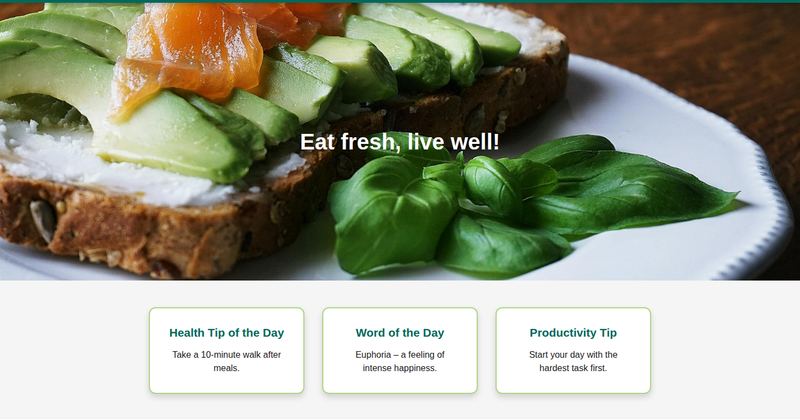 Eat fresh, live well!
Health Tip of the Day
Take a 10-minute walk after
meals.
Word of the Day
Euphoria – a feeling of
intense happiness.
Productivity Tip
Start your day with the
hardest task first.